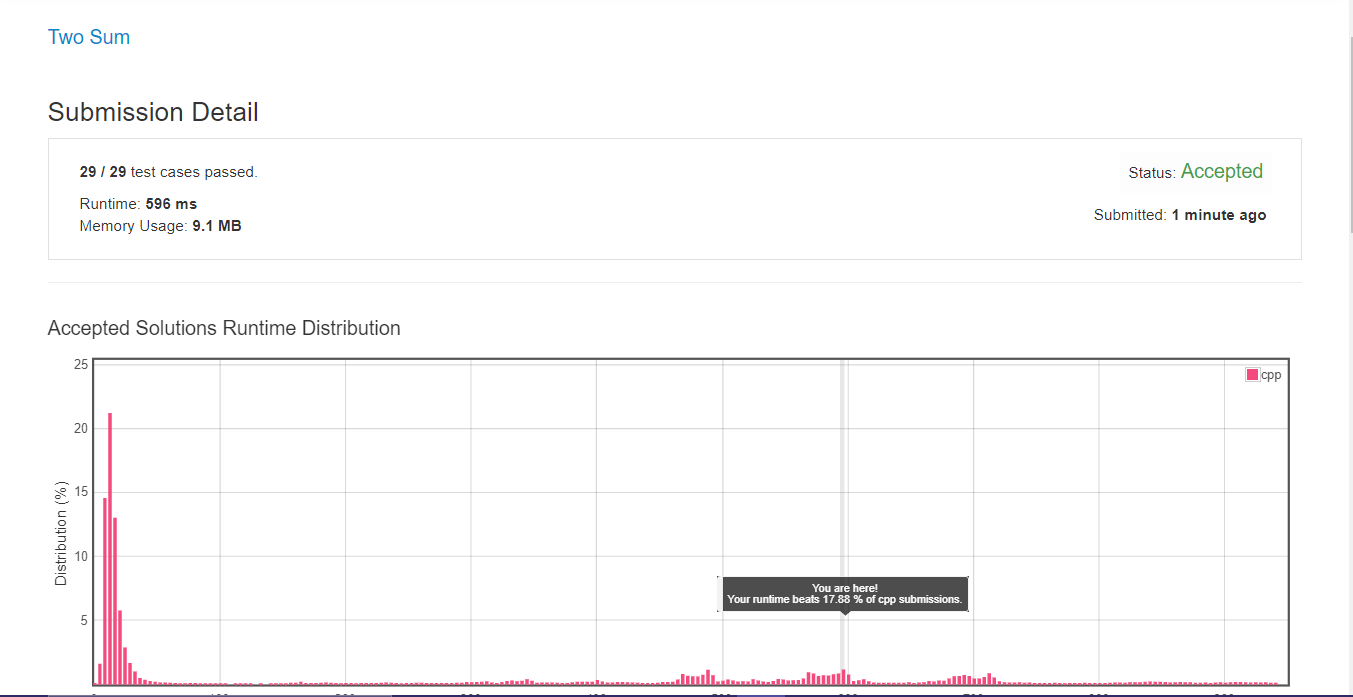 Two Sum
Submission Detail
29 / 29 test cases passed.
Status: Accepted
Runtime: 596 ms
Memory Usage: 9.1 MB
Submitted: 1 minute ago
Accepted Solutions Runtime Distribution
25
cpp
20
15
10
5
Distribution (%)
You are here!
Your runtime beats 17.88 % of cpp submissions.